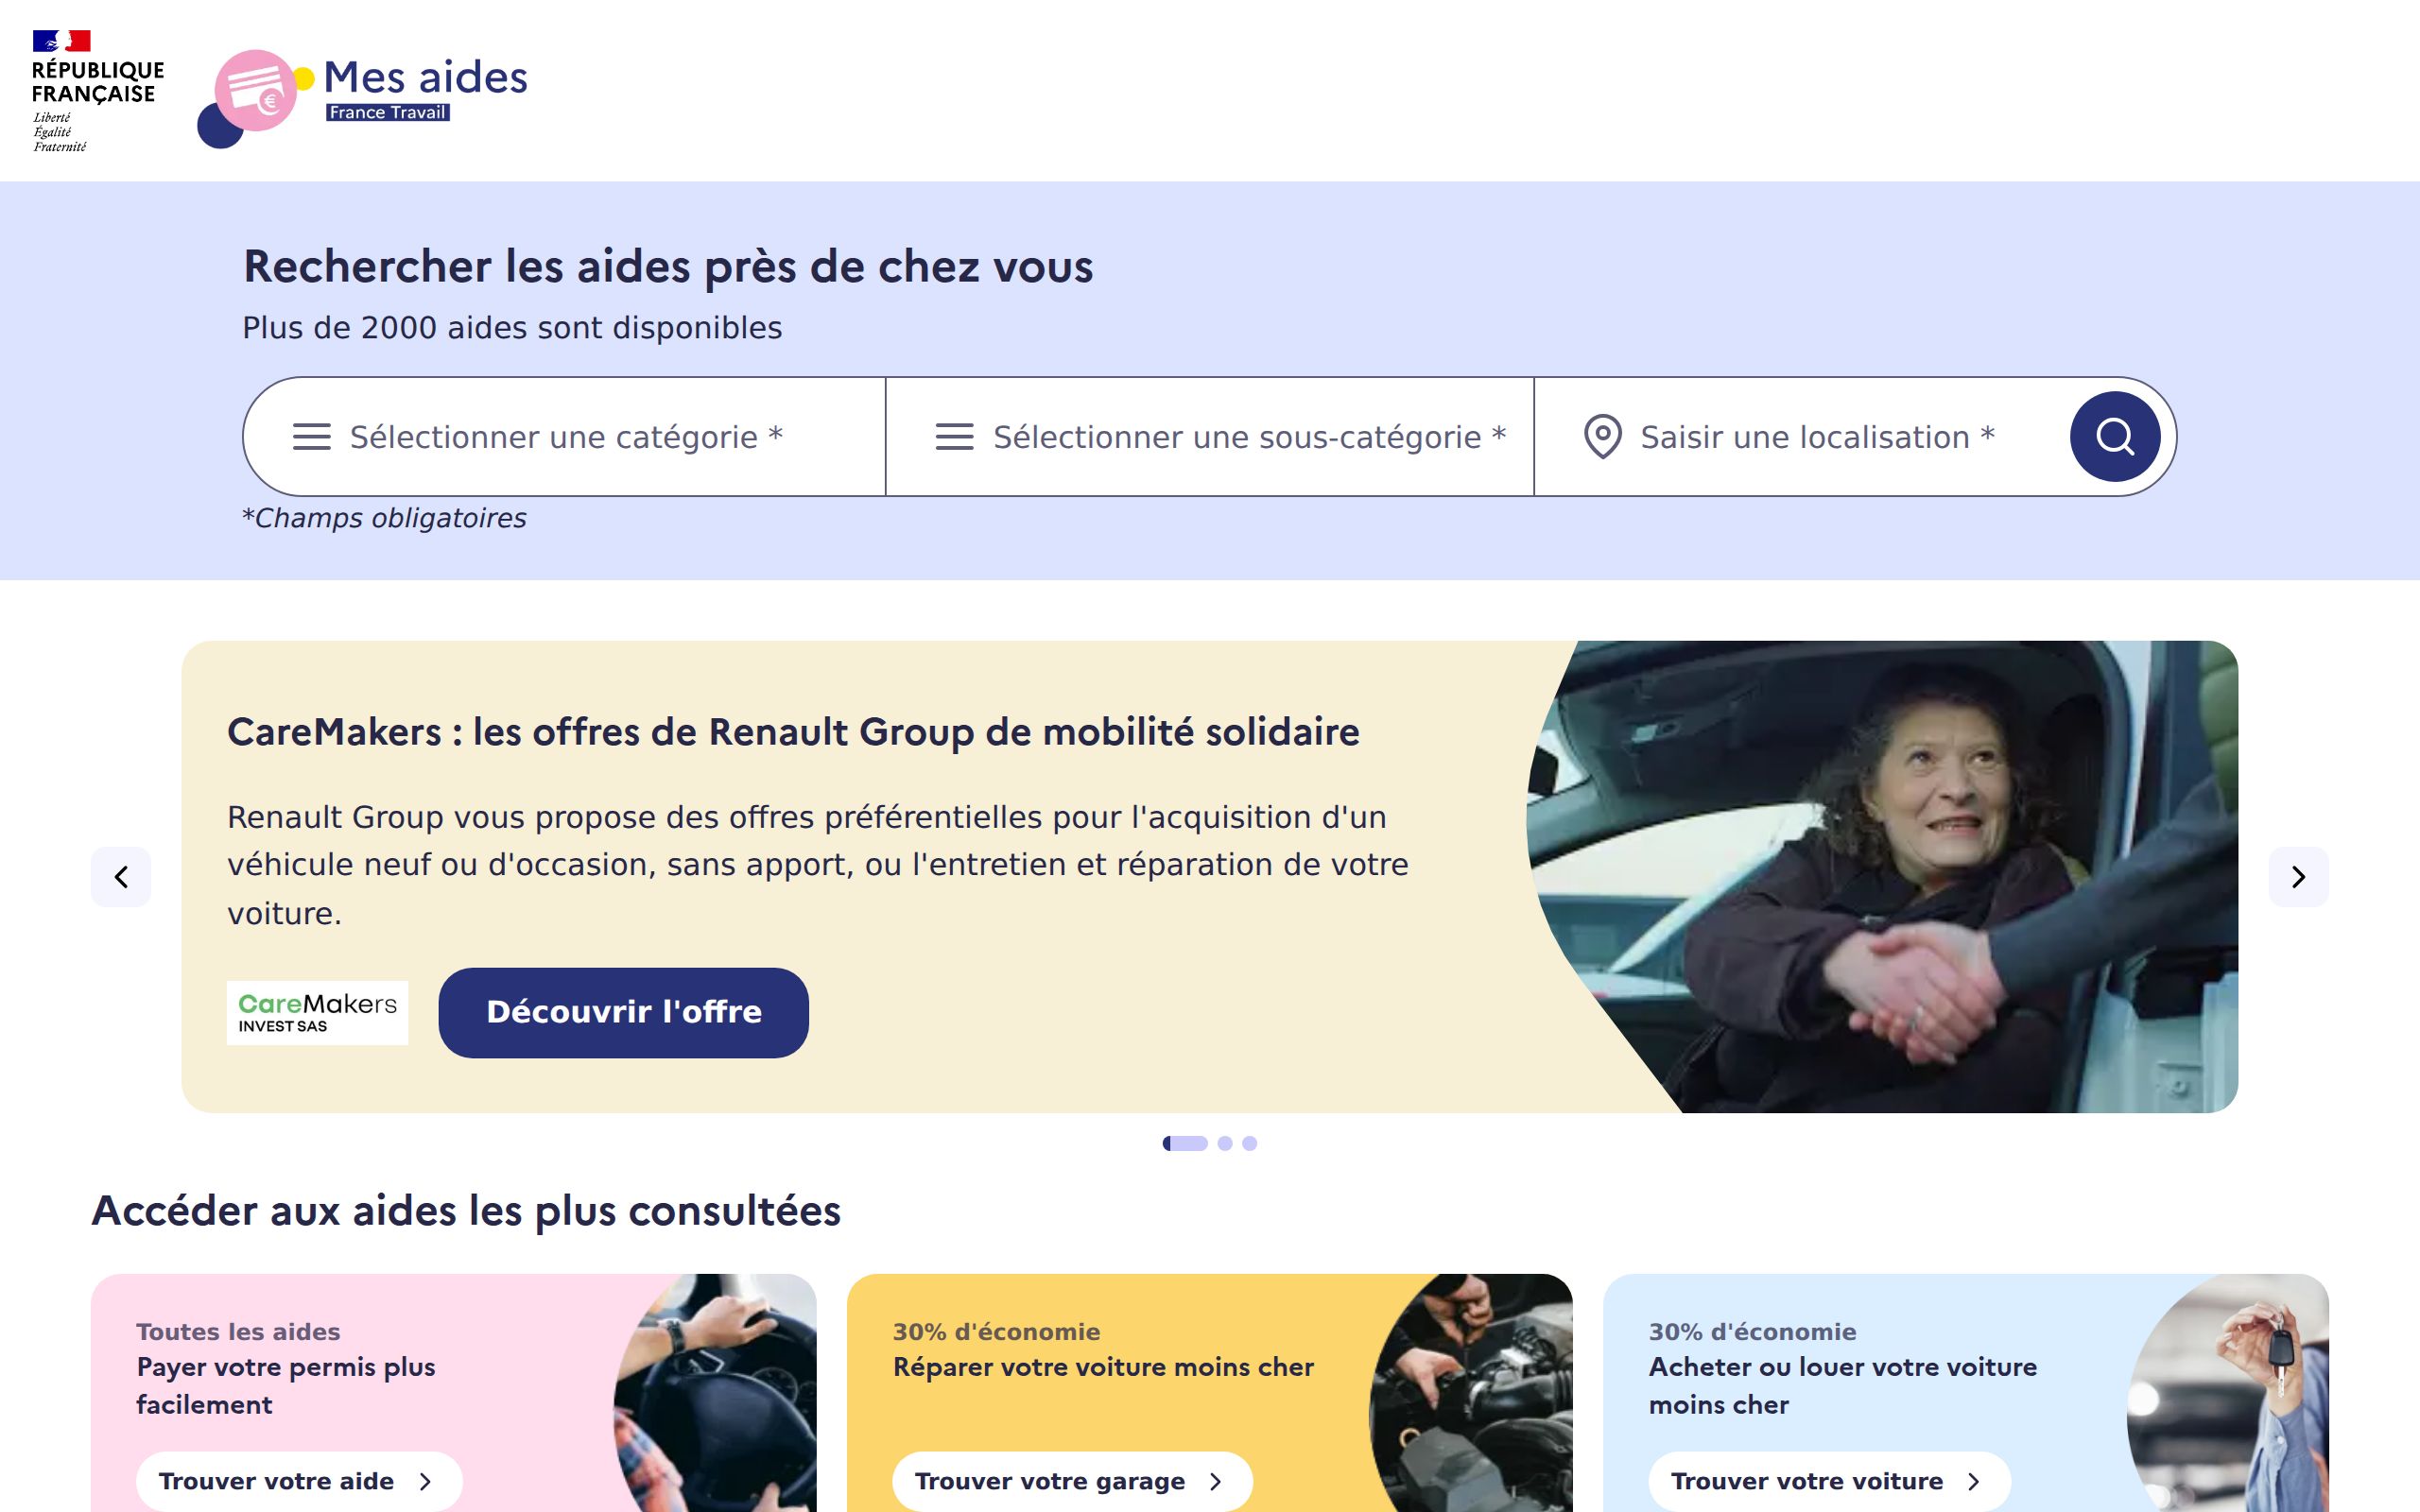 RÉPUBLIQUE
FRANÇAISE
Liberté
Égalité
Fraternité
Mes aides
France Travail
Rechercher les aides près de chez vous
Plus de 2000 aides sont disponibles
Sélectionner une catégorie *
Sélectionner une sous-catégorie *
Saisir une localisation *
*Champs obligatoires
CareMakers : les offres de Renault Group de mobilité solidaire
Renault Group vous propose des offres préférentielles pour l'acquisition d'un
véhicule neuf ou d'occasion, sans apport, ou l'entretien et réparation de votre
voiture.
CareMakers
INVEST SAS
Découvrir l'offre
Accéder aux aides les plus consultées
Toutes les aides
Payer votre permis plus
facilement
Trouver votre aide
30% d'économie
Réparer votre voiture moins cher
Trouver votre garage
30% d'économie
Acheter ou louer votre voiture
moins cher
Trouver votre voiture